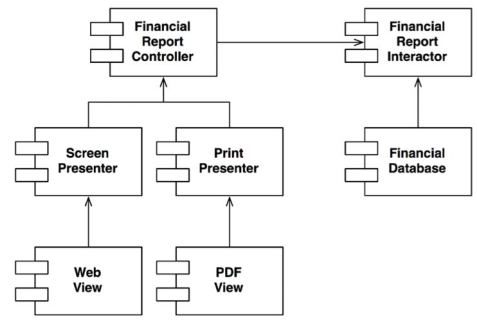 Financial
Report
Controller
Financial
Report
Interactor
Screen
Presenter
Print
Presenter
Financial
Database
Web
View
PDF
View